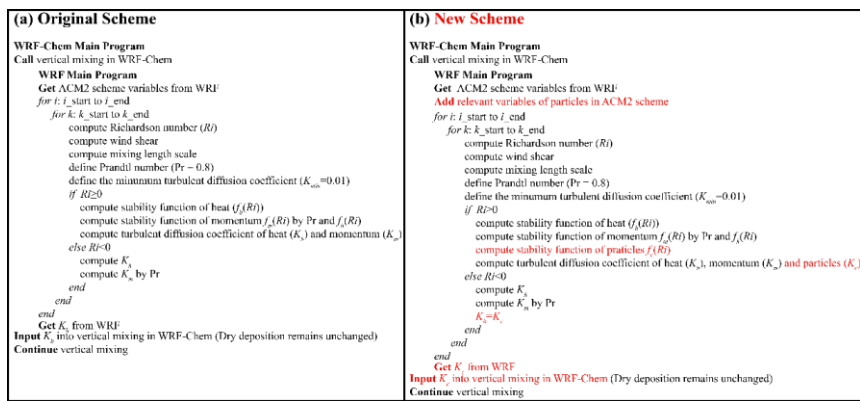 (a) Original Scheme
WRF-Chem Main Program
Call vertical mixing in WRF-Chem
WRF Main Program
Get ACM2 scheme variables from WRF
for i: i_start to i_end
for k: k_start to k_end
compute Richardson number (Ri)
compute wind shear
compute mixing length scale
define Prandtl number (Pr = 0.8)
define the minumum turbulent diffusion coefficient (Kmin=0.01)
if Ri≥0
compute stability function of heat (fh(Ri))
compute stability function of momentum fm(Ri) by Pr and fh(Ri)
compute turbulent diffusion coefficient of heat (Kh) and momentum (Km)
else Ri<0
compute Kh
compute Km by Pr
end
end
end
Get Kh from WRF
Input Kh into vertical mixing in WRF-Chem (Dry deposition remains unchanged)
Continue vertical mixing
(b) New Scheme
WRF-Chem Main Program
Call vertical mixing in WRF-Chem
WRF Main Program
Get ACM2 scheme variables from WRF
Add relevant variables of particles in ACM2 scheme
for i: i_start to i_end
for k: k_start to k_end
compute Richardson number (Ri)
compute wind shear
compute mixing length scale
define Prandtl number (Pr = 0.8)
define the minumum turbulent diffusion coefficient (Kmin=0.01)
if Ri>0
compute stability function of heat (fh(Ri))
compute stability function of momentum fm(Ri) by Pr and fh(Ri)
compute stability function of praticles fc(Ri)
compute turbulent diffusion coefficient of heat (Kh), momentum (Km) and particles (Kc)
else Ri<0
compute Kh
compute Km by Pr
Kh=Kc
end
end
end
Get Kc from WRF
Input Kc into vertical mixing in WRF-Chem (Dry deposition remains unchanged)
Continue vertical mixing